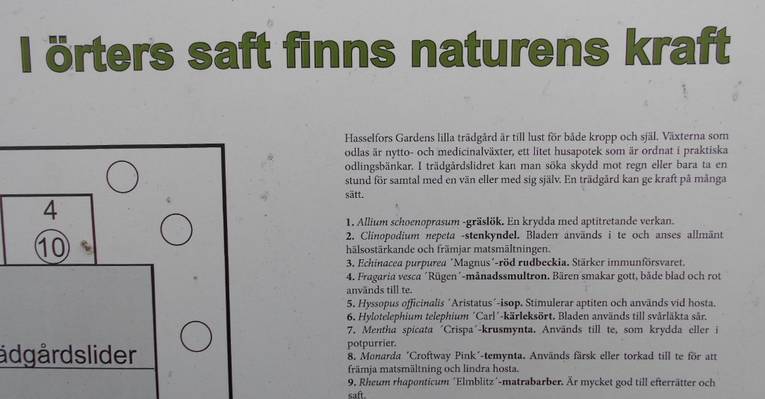 I örters saft finns naturens kraft
Hasselfors Gardens lilla trädgård är till lust för både kropp och själ. Växterna som
odlas är nytto- och medicinalväxter, ett litet husapotek som är ordnat i praktiska
odlingsbänkar. I trädgårdslidret kan man söka skydd mot regn eller bara ta en
stund för samtal med en vän eller med sig själv. En trädgård kan ge kraft på många
sätt.
1. Allium schoenoprasum -gräslök. En krydda med aptitretande verkan.
2. Clinopodium nepeta -stenkyndel. Bladen används i te och anses allmänt
hälsostärkande och främjar matsmältningen.
3. Echinacea purpurea ´Magnus´-röd rudbeckia. Stärker immunförsvaret.
4. Fragaria vesca ´Rügen´-månadssmultron. Bären smakar gott, både blad och rot
används till te.
5. Hyssopus officinalis ´Aristatus´-isop. Stimulerar aptiten och används vid hosta.
6. Hylotelephium telephium ´Carl´-kärleksört. Bladen används till svårläkta sår.
7. Mentha spicata ´Crispa´-krusmynta. Används till te, som krydda eller i
potpurrier.
8. Monarda ´Croftway Pink´-temynta. Används färsk eller torkad till te för att
främja matsmältning och lindra hosta.
9. Rheum rhaponticum ´Elmblitz´-matrabarber. Är mycket god till efterrätter och
saft.
4
10
ädgårdslider